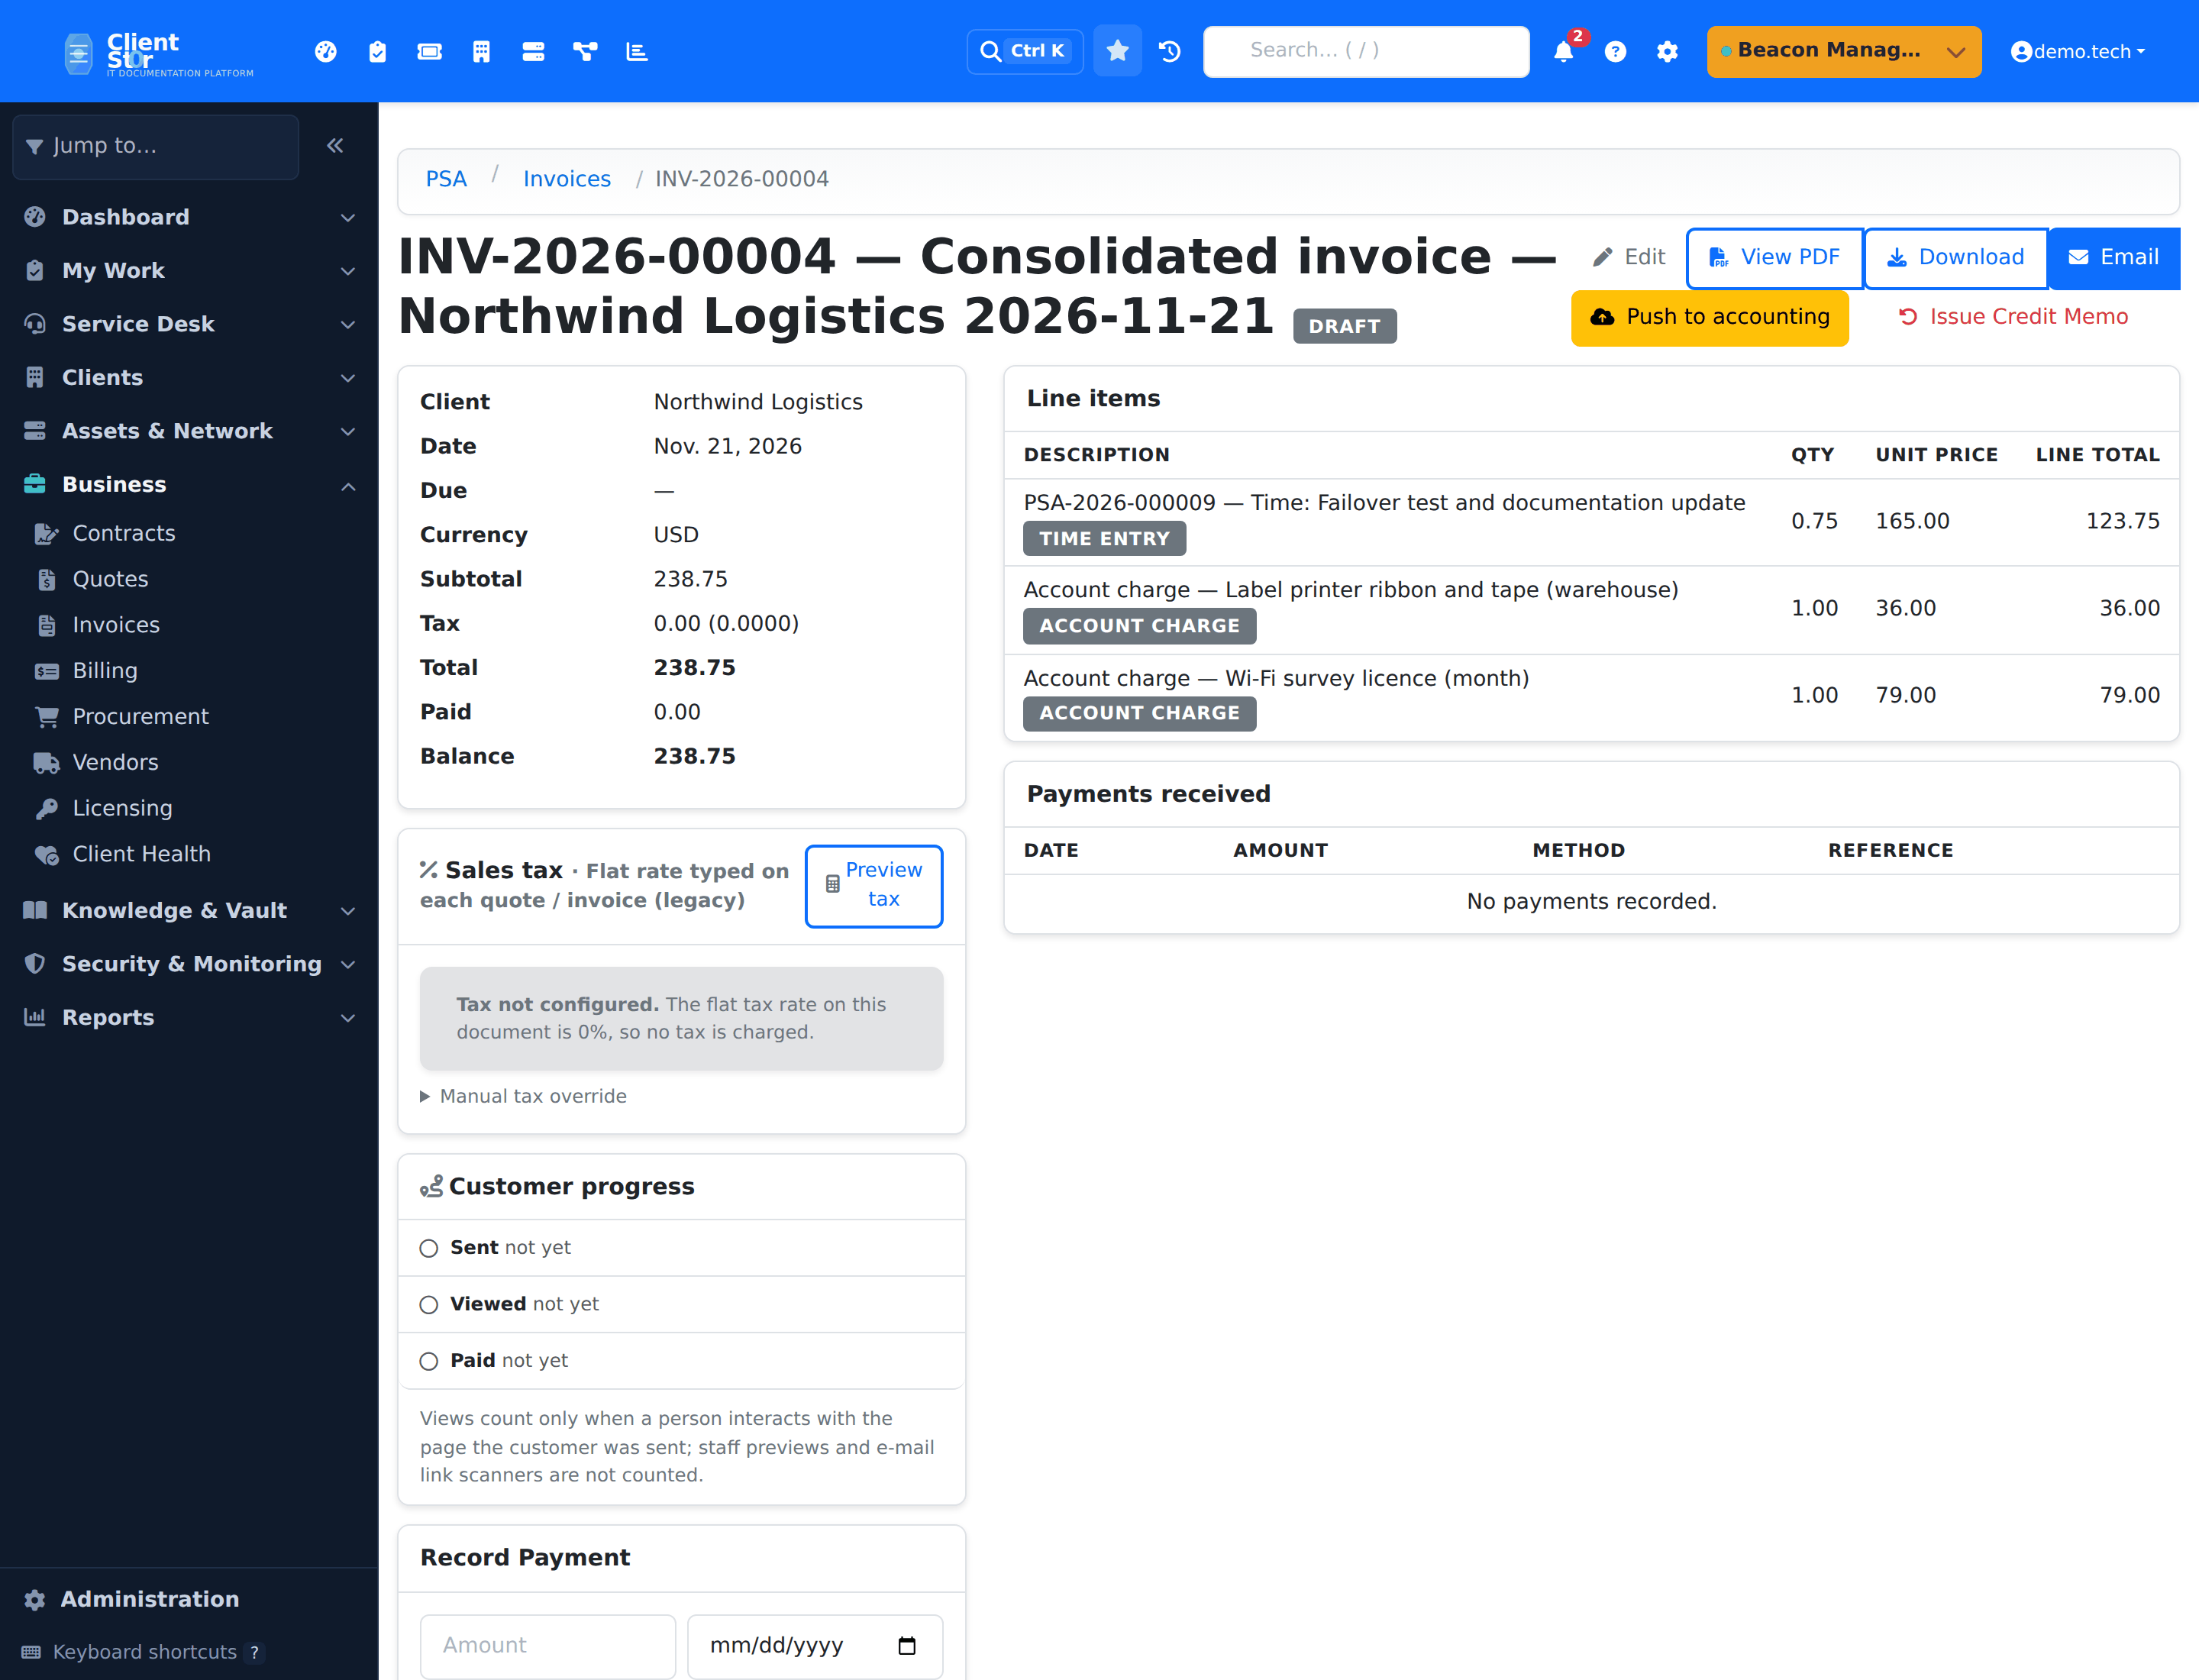 Client
St0r
IT DOCUMENTATION PLATFORM
Ctrl K
Search... ( / )
2
Beacon Manag...
demo.tech
Jump to...
Dashboard
My Work
Service Desk
Clients
Assets & Network
Business
Contracts
Quotes
Invoices
Billing
Procurement
Vendors
Licensing
Client Health
Knowledge & Vault
Security & Monitoring
Reports
Administration
Keyboard shortcuts ?
PSA / Invoices / INV-2026-00004
INV-2026-00004 — Consolidated invoice —
Northwind Logistics 2026-11-21 DRAFT
Edit View PDF Download Email
Push to accounting Issue Credit Memo
Client Northwind Logistics
Date Nov. 21, 2026
Due —
Currency USD
Subtotal 238.75
Tax 0.00 (0.0000)
Total 238.75
Paid 0.00
Balance 238.75
Sales tax · Flat rate typed on
each quote / invoice (legacy)
Preview
tax
Tax not configured. The flat tax rate on this
document is 0%, so no tax is charged.
Manual tax override
Customer progress
Sent not yet
Viewed not yet
Paid not yet
Views count only when a person interacts with the
page the customer was sent; staff previews and e-mail
link scanners are not counted.
Record Payment
Amount mm/dd/yyyy
Line items
DESCRIPTION QTY UNIT PRICE LINE TOTAL
PSA-2026-000009 — Time: Failover test and documentation update
TIME ENTRY
0.75 165.00 123.75
Account charge — Label printer ribbon and tape (warehouse)
ACCOUNT CHARGE
1.00 36.00 36.00
Account charge — Wi-Fi survey licence (month)
ACCOUNT CHARGE
1.00 79.00 79.00
Payments received
DATE AMOUNT METHOD REFERENCE
No payments recorded.